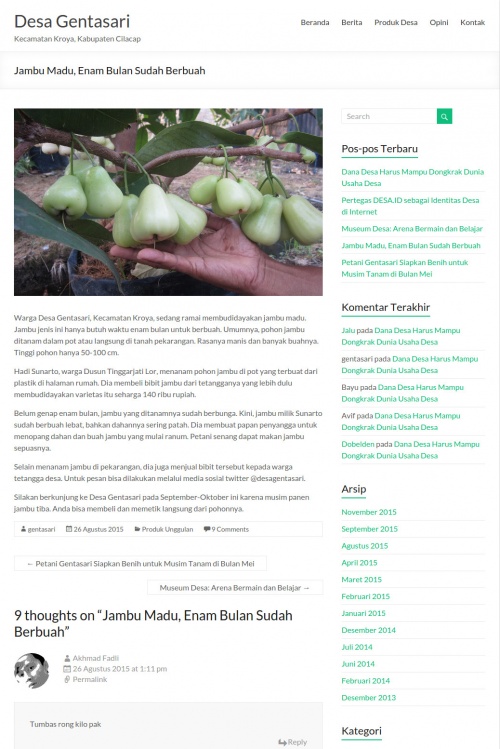 Desa Gentasari
Kecamatan Kroya, Kabupaten Cilacap
Beranda Berita Produk Desa Opini Kontak
Jambu Madu, Enam Bulan Sudah Berbuah
Warga Desa Gentasari, Kecamatan Kroya, sedang ramai membudidayakan jambu madu.
Jambu jenis ini hanya butuh waktu enam bulan untuk berbuah. Umumnya, pohon jambu
ditanam dalam pot atau langsung di tanah pekarangan. Rasanya manis dan banyak buahnya.
Tinggi pohon hanya 50-100 cm.
Hadi Sunarto, warga Dusun Tinggarjati Lor, menanam pohon jambu di pot yang terbuat dari
plastik di halaman rumah. Dia membeli bibit jambu dari tetangganya yang lebih dulu
membudidayakan varietas itu seharga 140 ribu rupiah.
Belum genap enam bulan, jambu yang ditanamnya sudah berbunga. Kini, jambu milik Sunarto
sudah berbuah lebat, bahkan dahannya sering patah. Dia membuat papan penyangga untuk
menopang dahan dan buah jambu yang mulai ranum. Petani senang dapat makan jambu
sepuasnya.
Selain menanam jambu di pekarangan, dia juga menjual bibit tersebut kepada warga
tetangga desa. Untuk pesan bisa dilakukan melalui media sosial twitter @desagentasari.
Silakan berkunjung ke Desa Gentasari pada September-Oktober ini karena musim panen
jambu tiba. Anda bisa membeli dan memetik langsung dari pohonnya.
gentasari 26 Agustus 2015 Produk Unggulan 9 Comments
← Petani Gentasari Siapkan Benih untuk Musim Tanam di Bulan Mei
Museum Desa: Arena Bermain dan Belajar →
9 thoughts on “Jambu Madu, Enam Bulan Sudah
Berbuah”
Akhmad Fadli
26 Agustus 2015 at 1:11 pm
Permalink
Tumbas rong kilo pak
Reply
Search
Pos-pos Terbaru
Dana Desa Harus Mampu Dongkrak Dunia
Usaha Desa
Pertegas DESA.ID sebagai Identitas Desa
di Internet
Museum Desa: Arena Bermain dan Belajar
Jambu Madu, Enam Bulan Sudah Berbuah
Petani Gentasari Siapkan Benih untuk
Musim Tanam di Bulan Mei
Komentar Terakhir
Jalu pada Dana Desa Harus Mampu
Dongkrak Dunia Usaha Desa
gentasari pada Dana Desa Harus Mampu
Dongkrak Dunia Usaha Desa
Bayu pada Dana Desa Harus Mampu
Dongkrak Dunia Usaha Desa
Avif pada Dana Desa Harus Mampu
Dongkrak Dunia Usaha Desa
Dobelden pada Dana Desa Harus Mampu
Dongkrak Dunia Usaha Desa
Arsip
November 2015
September 2015
Agustus 2015
April 2015
Maret 2015
Februari 2015
Januari 2015
Desember 2014
Juli 2014
Juni 2014
Februari 2014
Desember 2013
Kategori